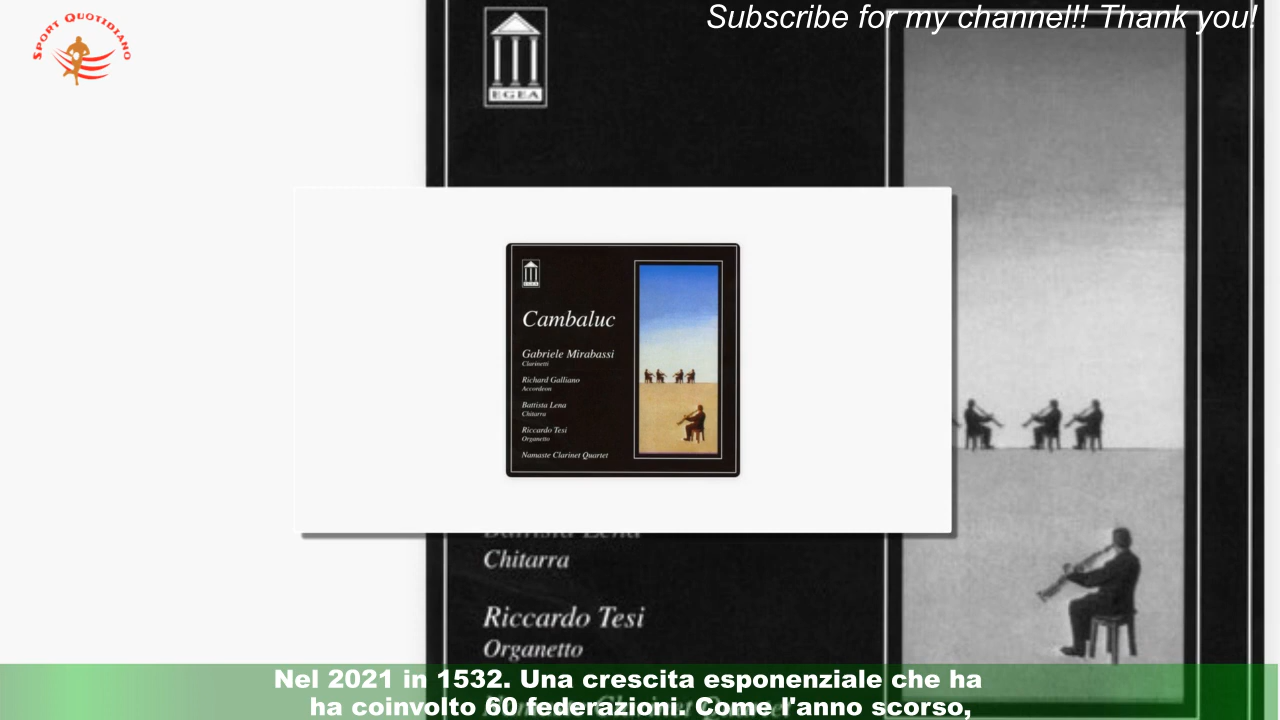 Subscribe for my channel!! Thank you!
SPORT QUOTIDIANO
EGEA
Cambaluc
Gabriele Mirabassi
Clarinetti
Richard Galliano
Accordeon
Battista Lena
Chitarra
Riccardo Tesi
Organetto
Namaste Clarinet Quartet
Battista Lena
Chitarra
Riccardo Tesi
Organetto
Nel 2021 in 1532. Una crescita esponenziale che ha
ha coinvolto 60 federazioni. Come l'anno scorso,